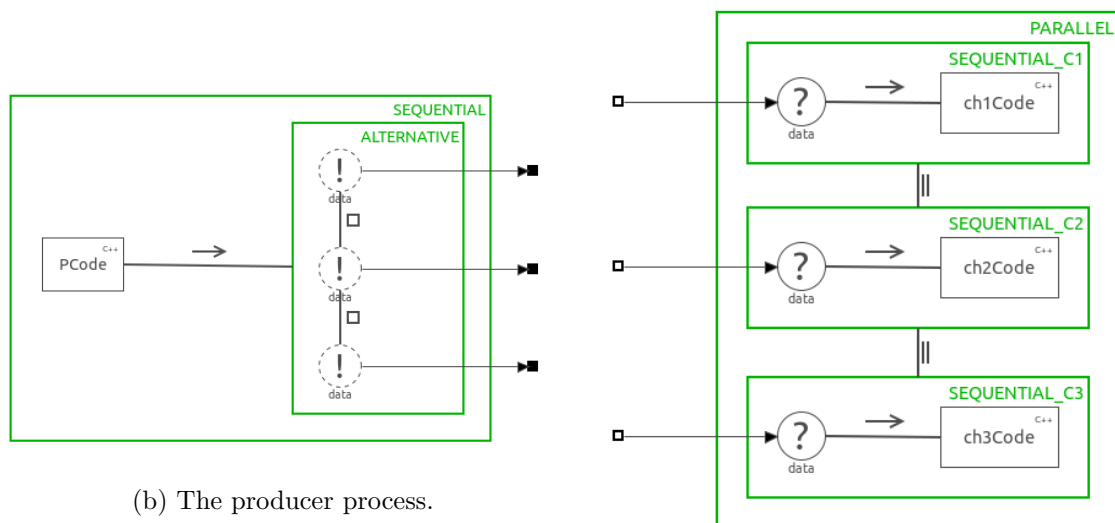 SEQUENTIAL
ALTERNATIVE
!
data
C++
PCode
!
data
!
data
(b) The producer process.
PARALLEL
SEQUENTIAL_C1
?
data
C++
ch1Code
SEQUENTIAL_C2
?
data
C++
ch2Code
SEQUENTIAL_C3
?
data
C++
ch3Code